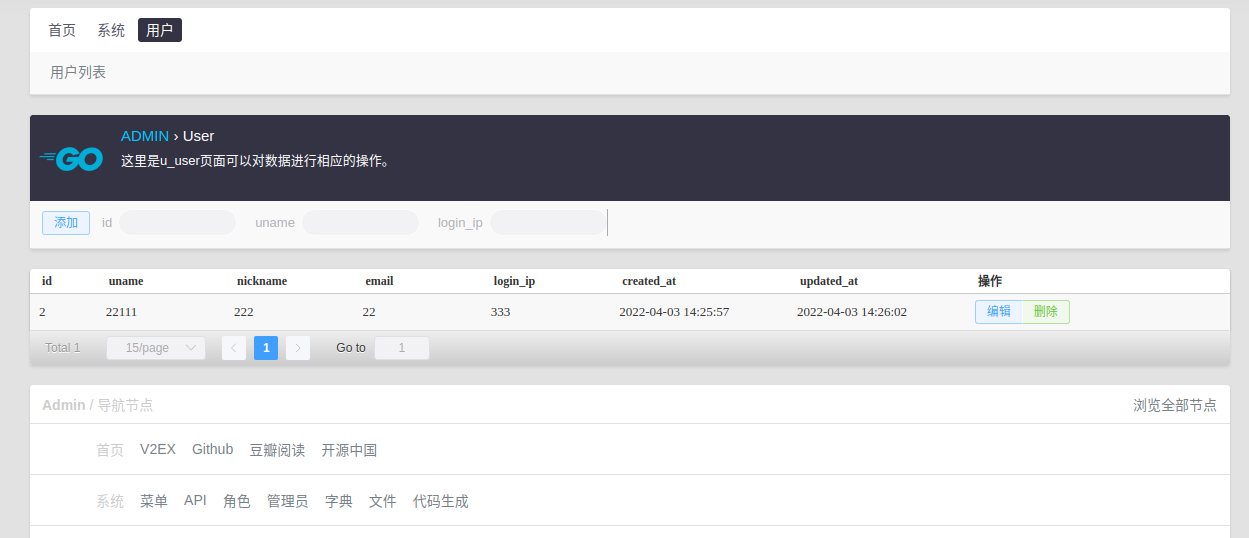 首页 系统 用户
用户列表
GO
ADMIN › User
这里是u_user页面可以对数据进行相应的操作。
添加 id uname login_ip
id uname nickname email login_ip created_at updated_at 操作
2 22111 222 22 333 2022-04-03 14:25:57 2022-04-03 14:26:02 编辑 删除
Total 1 15/page 1 Go to 1
Admin / 导航节点 浏览全部节点
首页 V2EX Github 豆瓣阅读 开源中国
系统 菜单 API 角色 管理员 字典 文件 代码生成